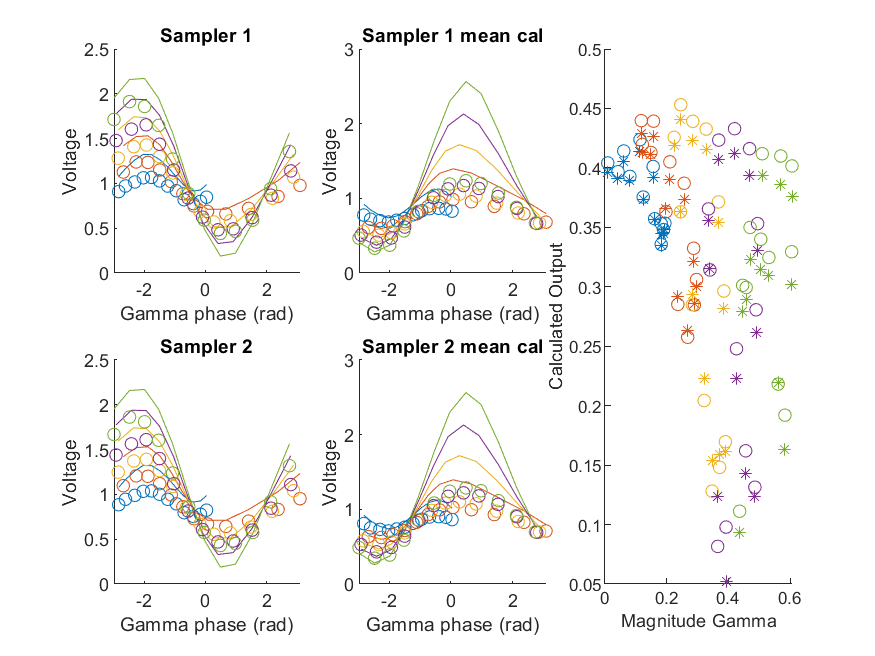 Sampler 1
2.5
2
1.5
1
0.5
0
Voltage
-2 0 2
Gamma phase (rad)
Sampler 1 mean cal
3
2
1
0
Voltage
-2 0 2
Gamma phase (rad)
Sampler 2
2.5
2
1.5
1
0.5
0
Voltage
-2 0 2
Gamma phase (rad)
Sampler 2 mean cal
3
2
1
0
Voltage
-2 0 2
Gamma phase (rad)
0.5
0.45
0.4
0.35
0.3
0.25
0.2
0.15
0.1
0.05
Calculated Output
0 0.2 0.4 0.6
Magnitude Gamma